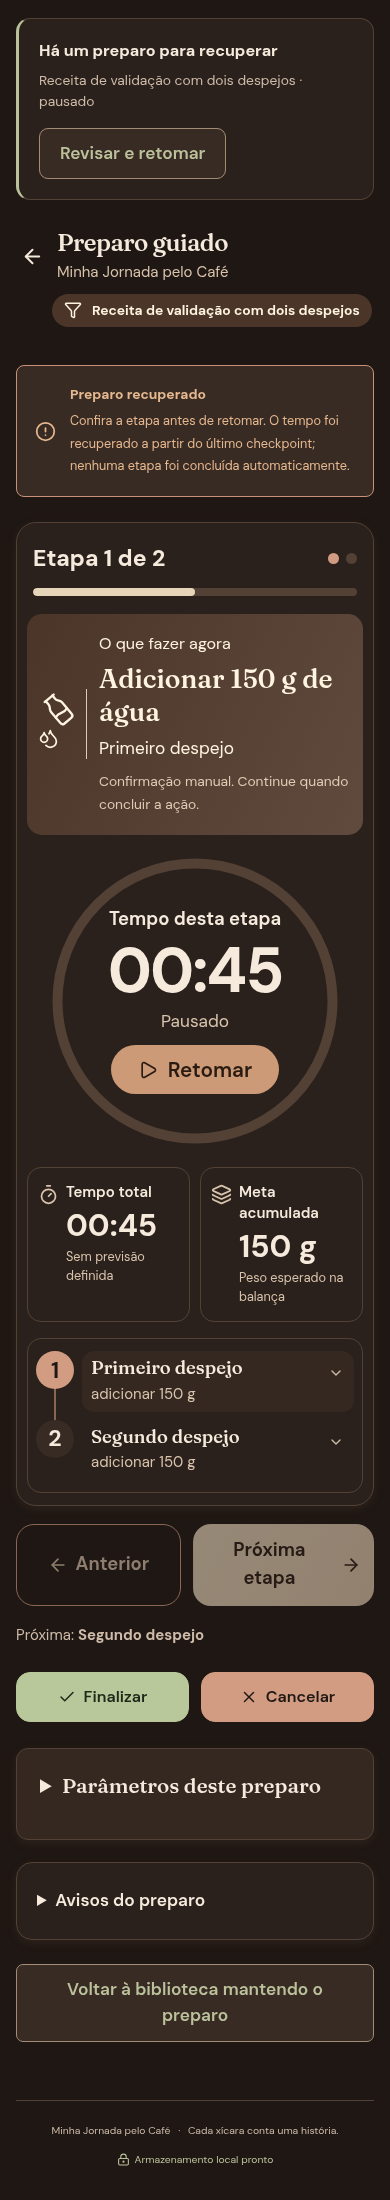 Há um preparo para recuperar
Receita de validação com dois despejos ·
pausado
Revisar e retomar
Preparo guiado
Minha Jornada pelo Café
Receita de validação com dois despejos
Preparo recuperado
Confira a etapa antes de retomar. O tempo foi
recuperado a partir do último checkpoint;
nenhuma etapa foi concluída automaticamente.
Etapa 1 de 2
O que fazer agora
Adicionar 150 g de
água
Primeiro despejo
Confirmação manual. Continue quando
concluir a ação.
Tempo desta etapa
00:45
Pausado
Retomar
Tempo total
00:45
Sem previsão
definida
Meta
acumulada
150 g
Peso esperado na
balança
1
Primeiro despejo
adicionar 150 g
2
Segundo despejo
adicionar 150 g
Anterior
Próxima
etapa
Próxima: Segundo despejo
Finalizar
Cancelar
Parâmetros deste preparo
Avisos do preparo
Voltar à biblioteca mantendo o
preparo
Minha Jornada pelo Café · Cada xícara conta uma história.
Armazenamento local pronto